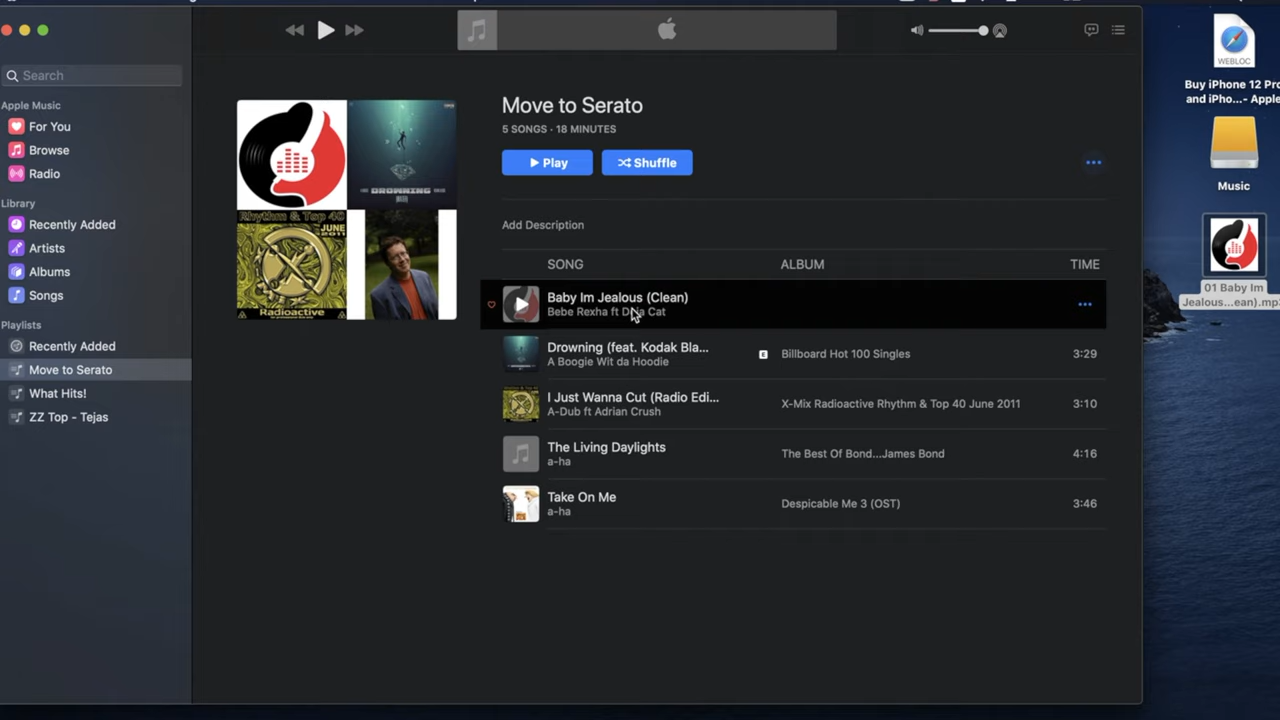 Search
Apple Music
For You
Browse
Radio
Library
Recently Added
Artists
Albums
Songs
Playlists
Recently Added
Move to Serato
What Hits!
ZZ Top - Tejas
DROWNING
Rhythm & Top 40
JUNE
2011
Radioactive
Move to Serato
5 SONGS · 18 MINUTES
Play
Shuffle
Add Description
SONG ALBUM TIME
Baby Im Jealous (Clean)
Bebe Rexha ft Doja Cat
Drowning (feat. Kodak Bla... E Billboard Hot 100 Singles 3:29
A Boogie Wit da Hoodie
I Just Wanna Cut (Radio Edi... X-Mix Radioactive Rhythm & Top 40 June 2011 3:10
A-Dub ft Adrian Crush
The Living Daylights The Best Of Bond...James Bond 4:16
a-ha
Take On Me Despicable Me 3 (OST) 3:46
a-ha
WEBLOC
Buy iPhone 12 Pro
and iPho...- Apple
Music
01 Baby Im
Jealous...ean).mp3